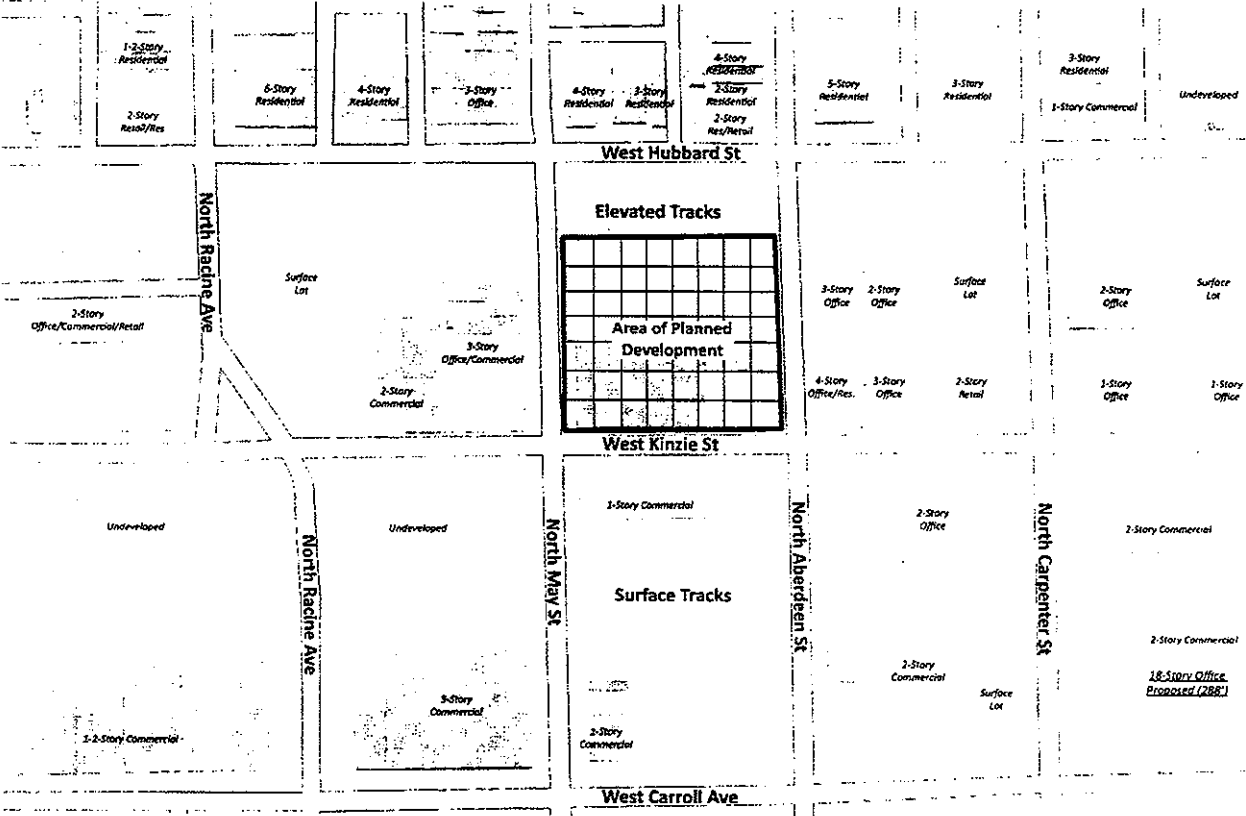 1-2-Story
Residential
2-Story
Retail/Res
6-Story
Residential
4-Story
Residential
3-Story
Office
4-Story
Residential
3-Story
Residential
4-Story
Residential
2-Story
Residential
2-Story
Res/Retail
5-Story
Residential
3-Story
Residential
3-Story
Residential
1-Story Commercial
Undeveloped
West Hubbard St
North Racine Ave
Elevated Tracks
Surface
Lot
2-Story
Office/Commercial/Retail
3-Story
Office/Commercial
2-Story
Commercial
Area of Planned
Development
3-Story
Office
2-Story
Office
Surface
Lot
2-Story
Office
Surface
Lot
4-Story
Office/Res.
3-Story
Office
2-Story
Retail
1-Story
Office
1-Story
Office
West Kinzie St
Undeveloped
North Racine Ave
Undeveloped
North May St
1-Story Commercial
Surface Tracks
North Aberdeen St
2-Story
Office
North Carpenter St
2-Story Commercial
2-Story Commercial
18-Story Office
Proposed (288')
2-Story
Commercial
Surface
Lot
1-2-Story Commercial
3-Story
Commercial
2-Story
Commercial
West Carroll Ave